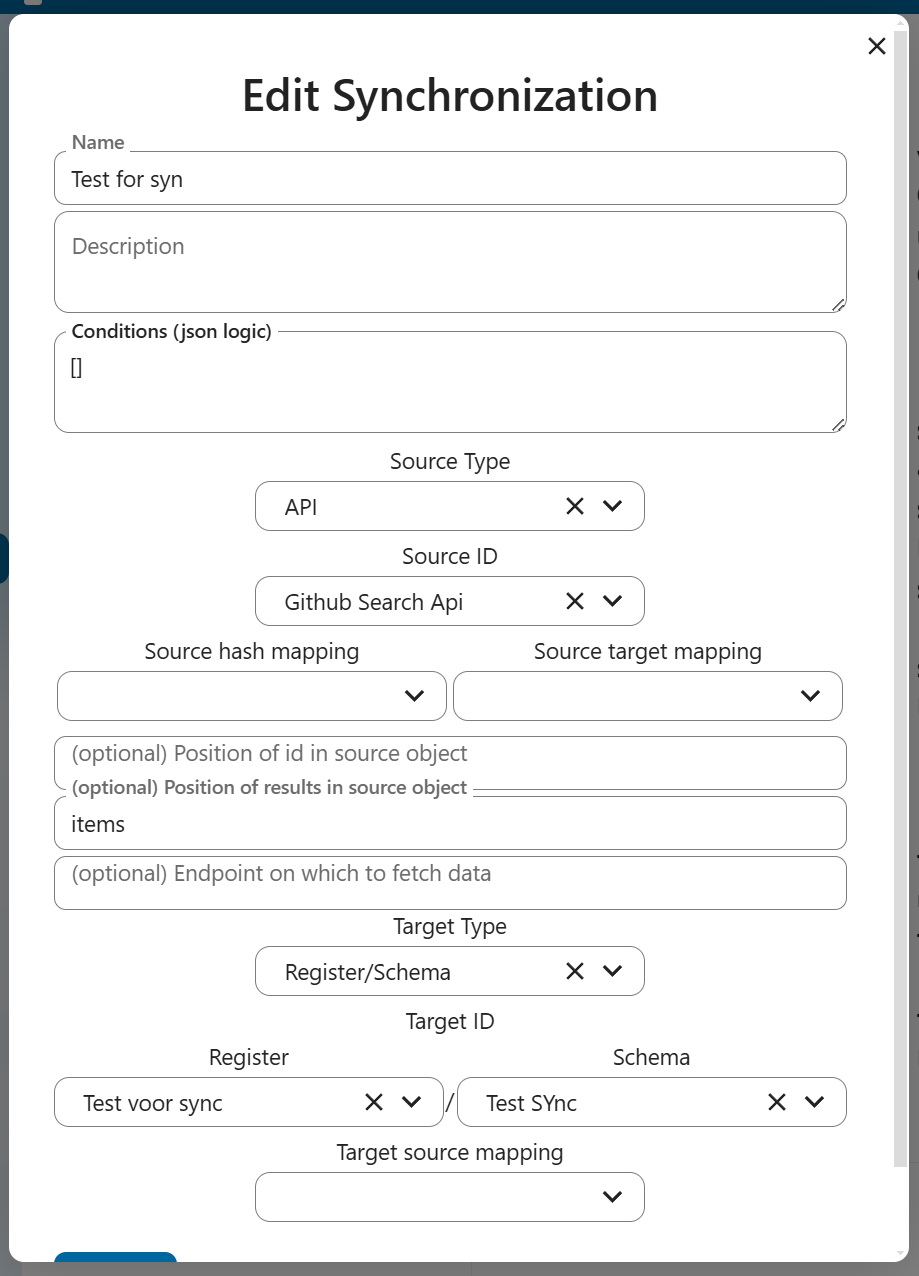 Edit Synchronization
Name
Test for syn
Description
Conditions (json logic)
[]
Source Type
API
Source ID
Github Search Api
Source hash mapping
Source target mapping
(optional) Position of id in source object
(optional) Position of results in source object
items
(optional) Endpoint on which to fetch data
Target Type
Register/Schema
Target ID
Register
Schema
Test voor sync
/
Test SYnc
Target source mapping